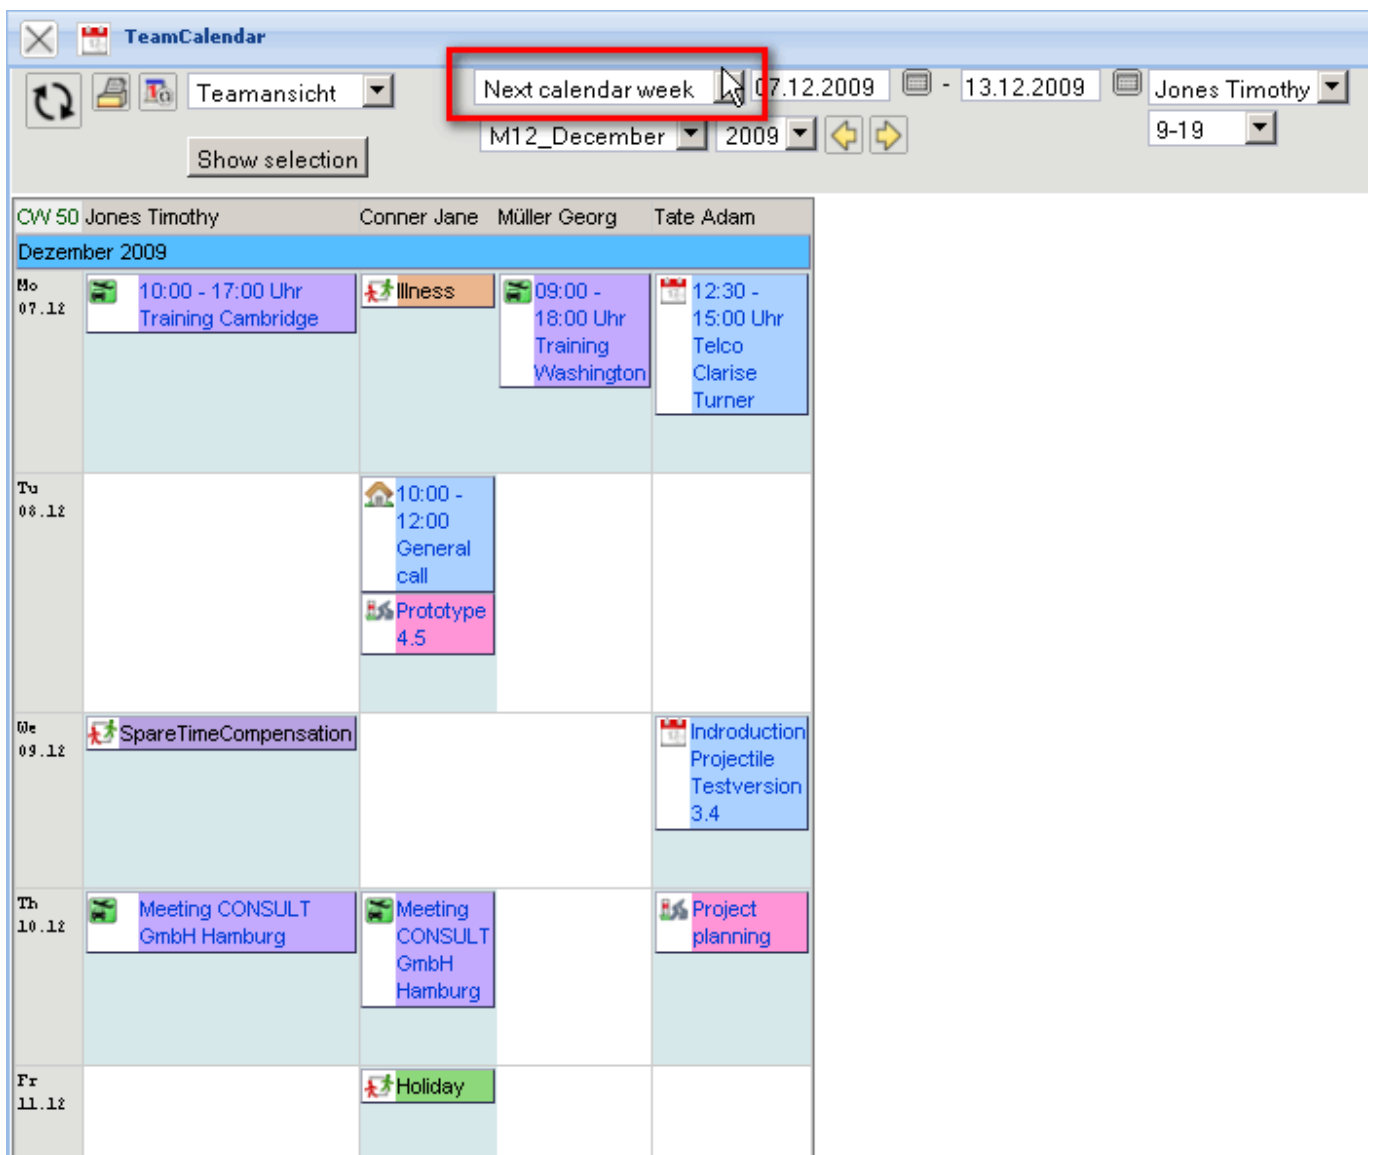 TeamCalendar
Teamansicht
Next calendar week
07.12.2009 - 13.12.2009
Jones Timothy
M12_December
2009
9-19
Show selection
CW 50 Jones Timothy Conner Jane Müller Georg Tate Adam
Dezember 2009
Mo
07.12
10:00 - 17:00 Uhr
Training Cambridge
Illness
09:00 -
18:00 Uhr
Training
Washington
12:30 -
15:00 Uhr
Telco
Clarise
Turner
Tu
08.12
10:00 -
12:00
General
call
Prototype
4.5
We
09.12
SpareTimeCompensation
Indroduction
Projectile
Testversion
3.4
Th
10.12
Meeting CONSULT
GmbH Hamburg
Meeting
CONSULT
GmbH
Hamburg
Project
planning
Fr
11.12
Holiday